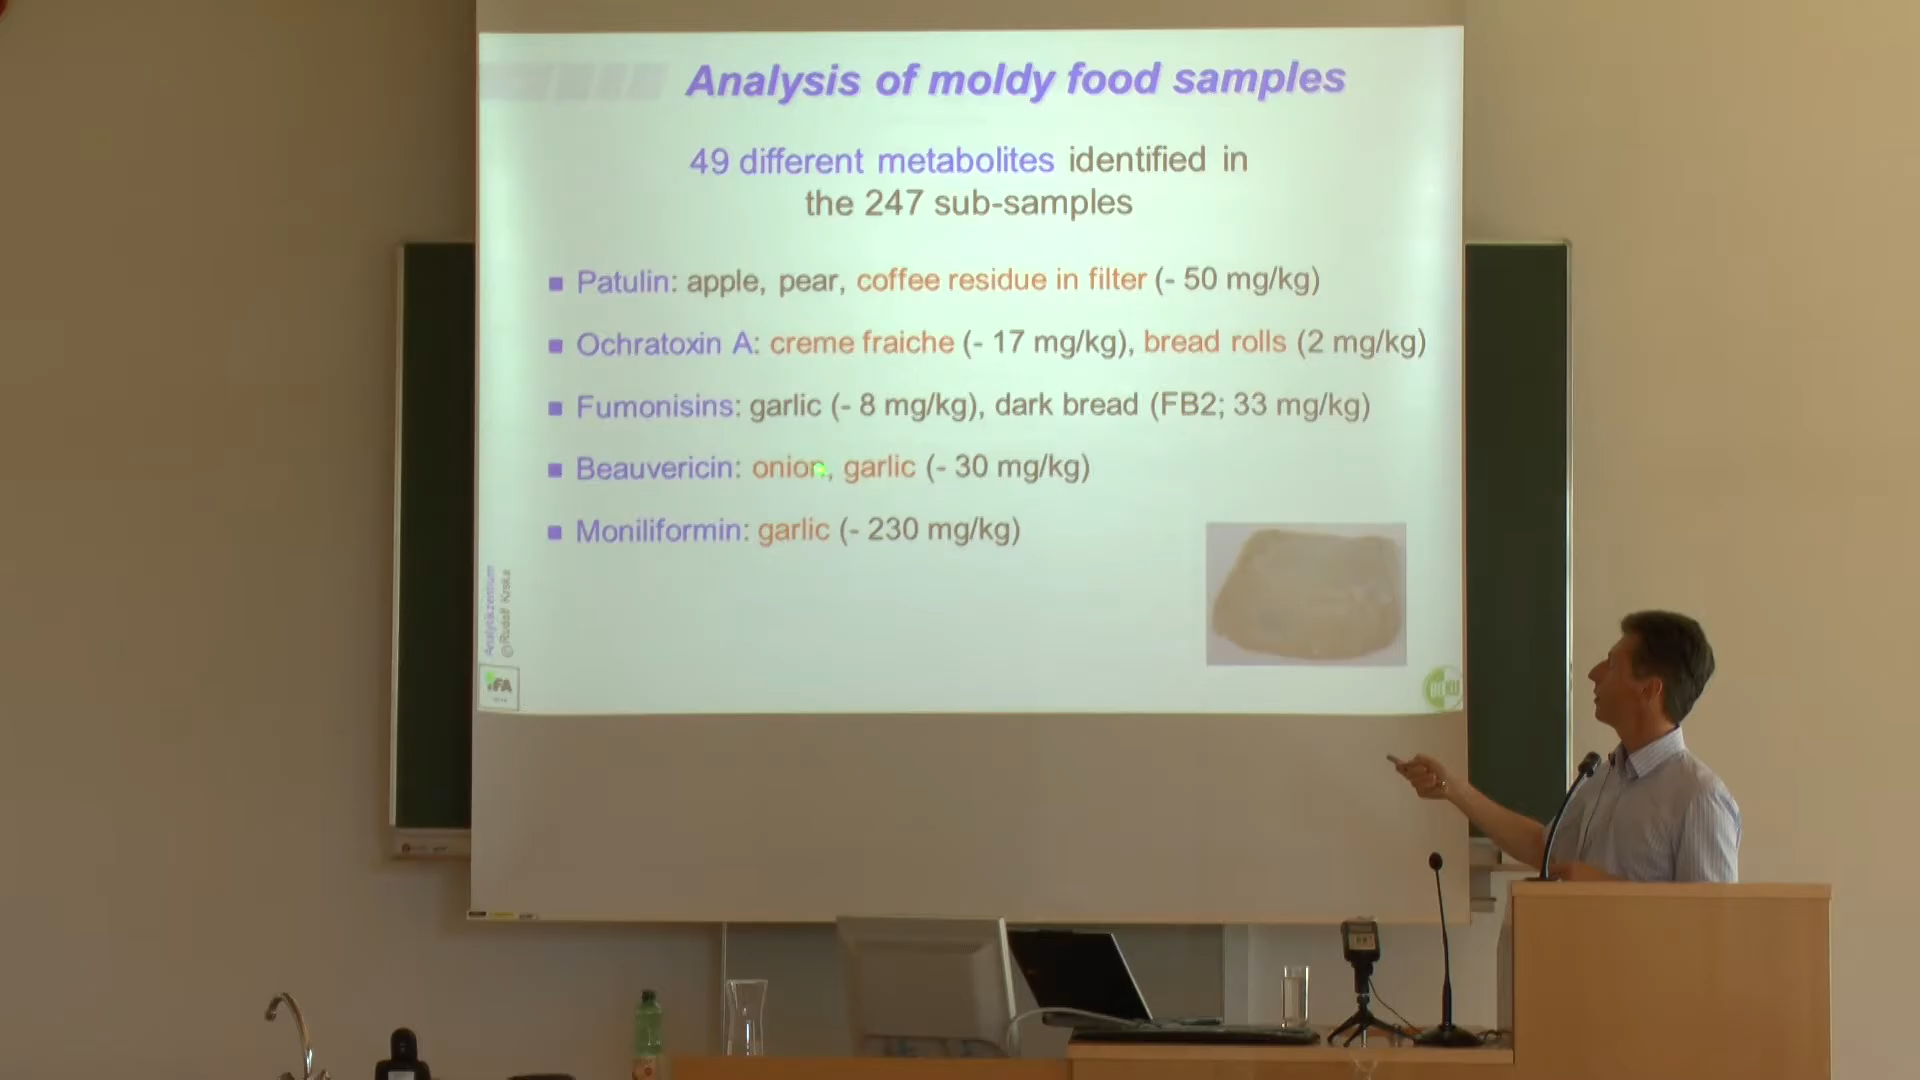 Analysis of moldy food samples
49 different metabolites identified in
the 247 sub-samples
Patulin: apple, pear, coffee residue in filter (- 50 mg/kg)
Ochratoxin A: creme fraiche (- 17 mg/kg), bread rolls (2 mg/kg)
Fumonisins: garlic (- 8 mg/kg), dark bread (FB2; 33 mg/kg)
Beauvericin: onion, garlic (- 30 mg/kg)
Moniliformin: garlic (- 230 mg/kg)
Analytikzentrum
©Rudolf Krska
IFA